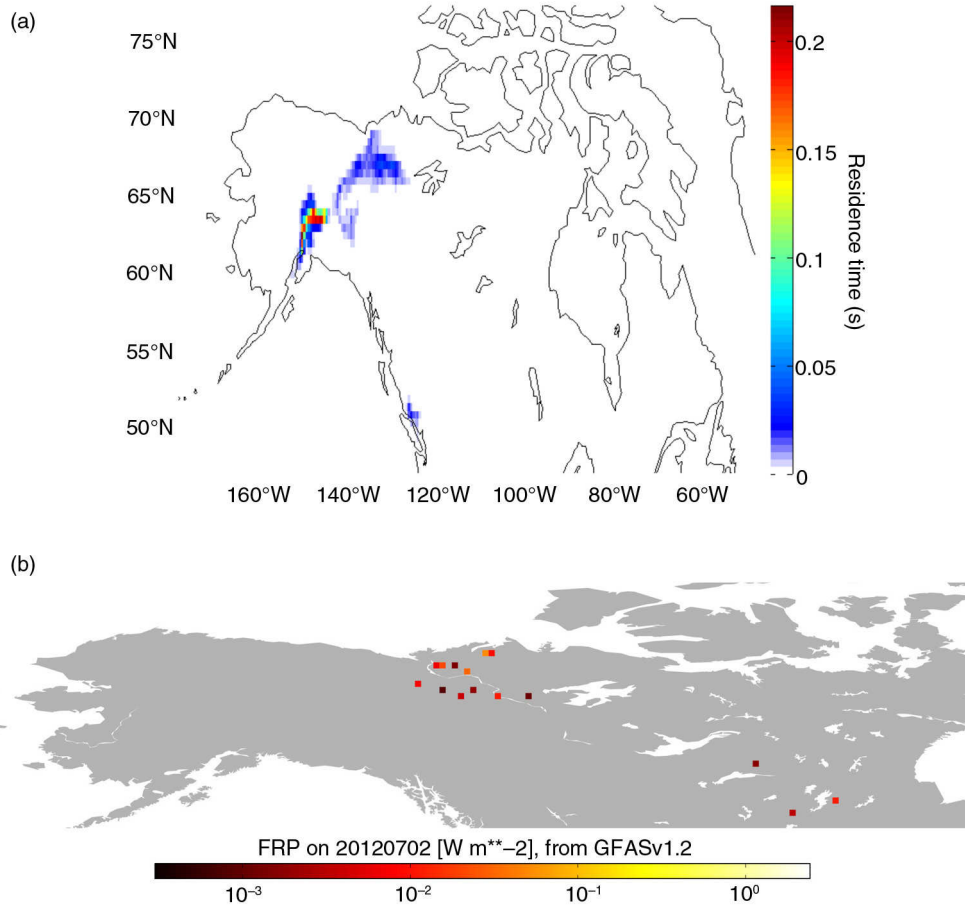 (a)
75°N
70°N
65°N
60°N
55°N
50°N
160°W 140°W 120°W 100°W 80°W 60°W
0.2
0.15
0.1
0.05
0
Residence time (s)
(b)
FRP on 20120702 [W m**−2], from GFASv1.2
10⁻³ 10⁻² 10⁻¹ 10⁰